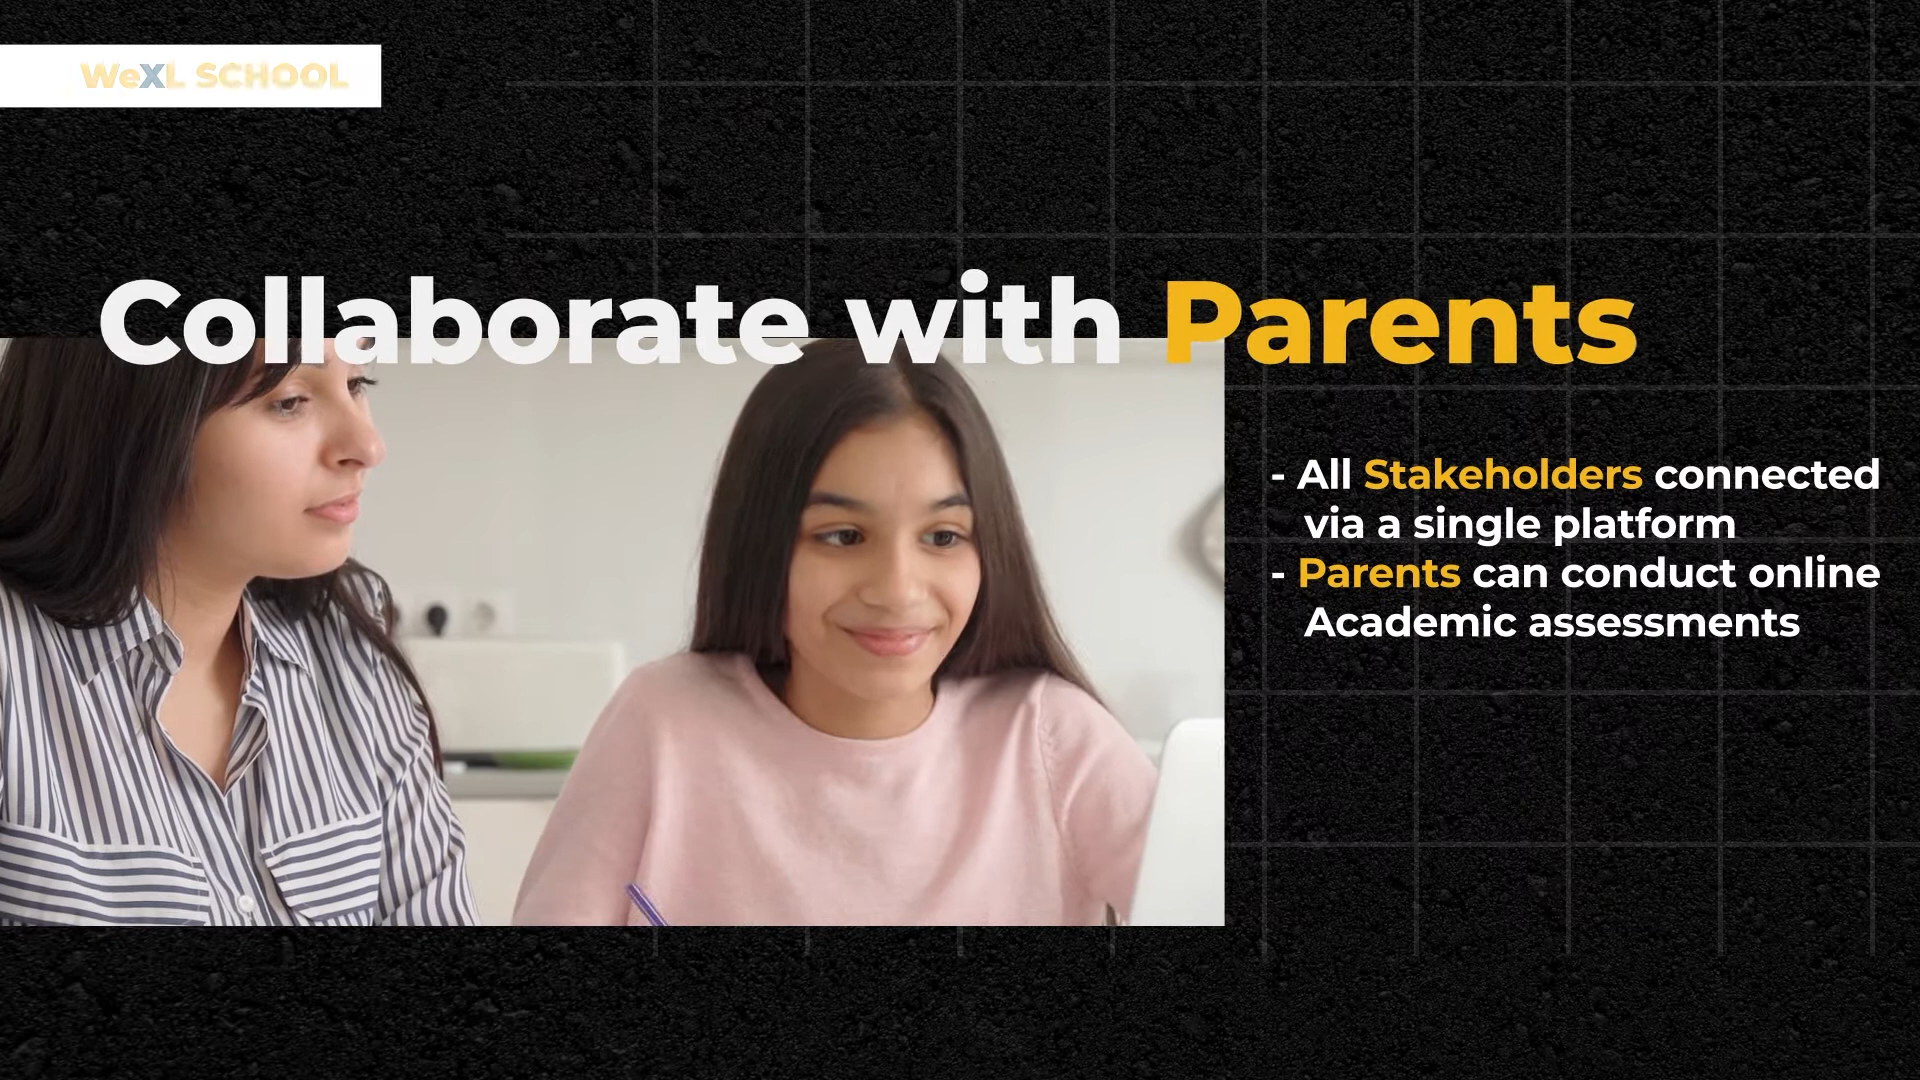 WeXL SCHOOL
Collaborate with Parents
- All Stakeholders connected
via a single platform
- Parents can conduct online
Academic assessments